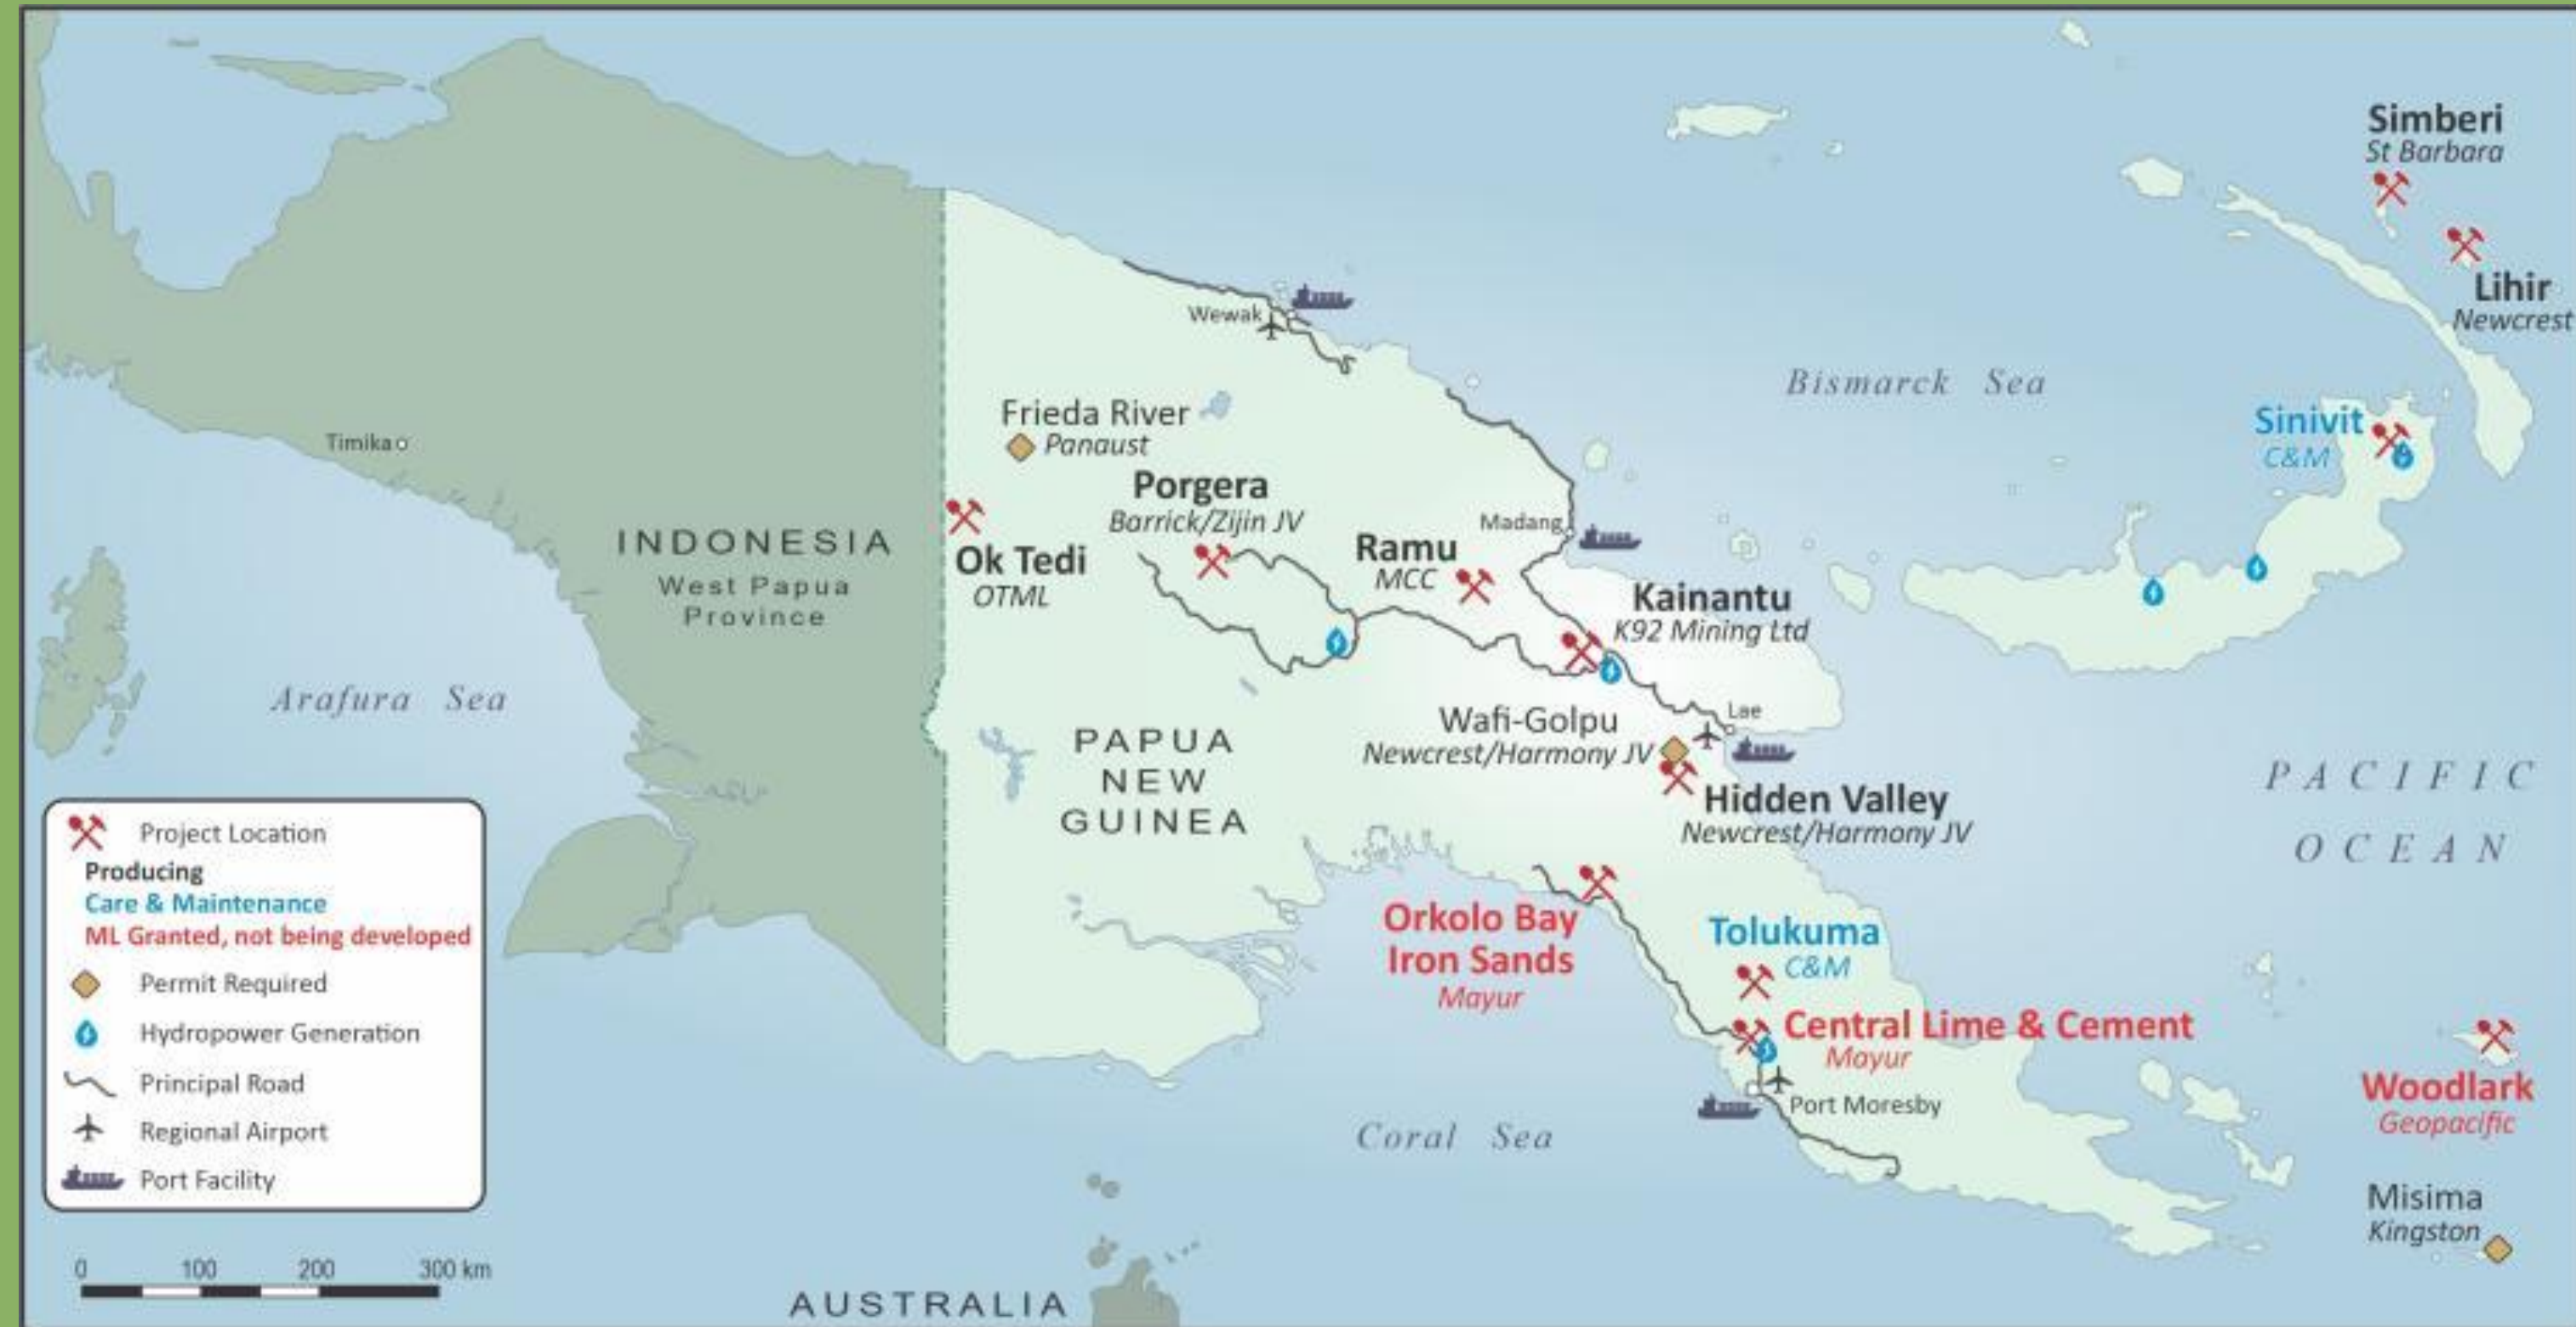 Simberi
St Barbara
Lihir
Newcrest
Wewak
Bismarck Sea
Frieda River
Panaust
Sinivit
C&M
Timika
Porgera
Barrick/Zijin JV
Madang
INDONESIA
West Papua
Province
Ok Tedi
OTML
Ramu
MCC
Kainantu
K92 Mining Ltd
Arafura Sea
Wafi-Golpu
Newcrest/Harmony JV
Lae
PAPUA
NEW
GUINEA
Hidden Valley
Newcrest/Harmony JV
PACIFIC
OCEAN
Orkolo Bay
Iron Sands
Mayur
Tolukuma
C&M
Central Lime & Cement
Mayur
Port Moresby
Woodlark
Geopacific
Coral Sea
Misima
Kingston
AUSTRALIA
Project Location
Producing
Care & Maintenance
ML Granted, not being developed
Permit Required
Hydropower Generation
Principal Road
Regional Airport
Port Facility
0 100 200 300 km